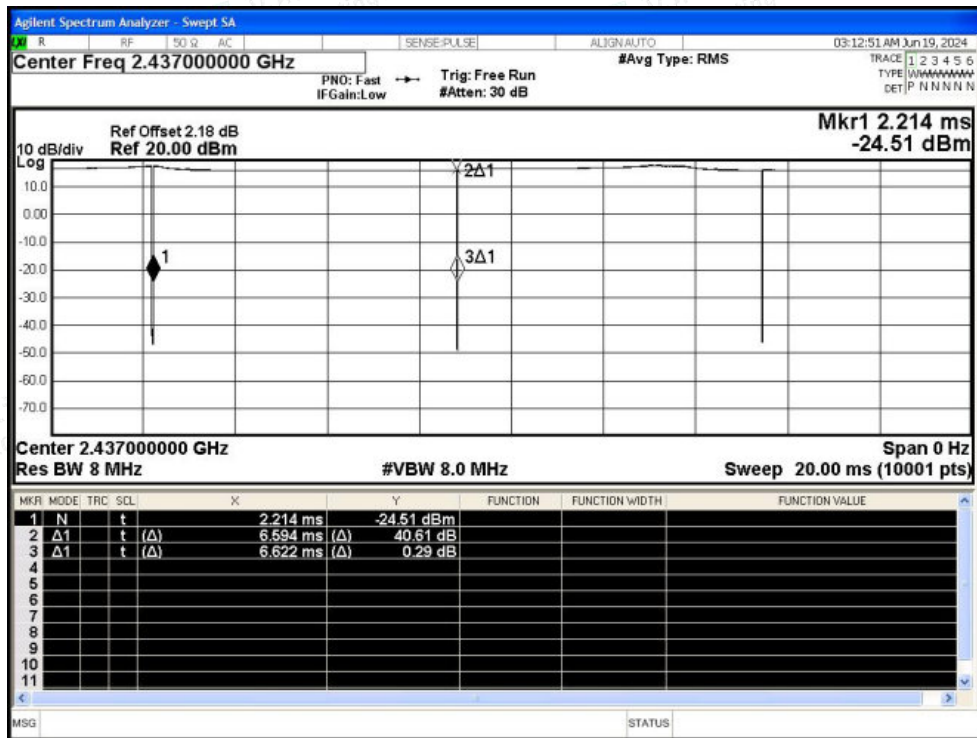 Agilent Spectrum Analyzer - Swept SA
LXI R RF 50 Ω AC SENSE:PULSE ALIGNAUTO 03:12:51 AM Jun 19, 2024
Center Freq 2.437000000 GHz
PNO: Fast
IFGain:Low
Trig: Free Run
#Atten: 30 dB
#Avg Type: RMS
TRACE 1 2 3 4 5 6
TYPE WWWWWW
DET P N N N N N
Mkr1 2.214 ms
-24.51 dBm
Ref Offset 2.18 dB
10 dB/div Ref 20.00 dBm
Log
2Δ1
10.0
0.00
-10.0
1 3Δ1
-20.0
-30.0
-40.0
-50.0
-60.0
-70.0
Center 2.437000000 GHz Span 0 Hz
Res BW 8 MHz #VBW 8.0 MHz Sweep 20.00 ms (10001 pts)
MKR MODE TRC SCL X Y FUNCTION FUNCTION WIDTH FUNCTION VALUE
1 N t 2.214 ms -24.51 dBm
2 Δ1 t (Δ) 6.594 ms (Δ) 40.61 dB
3 Δ1 t (Δ) 6.622 ms (Δ) 0.29 dB
4
5
6
7
8
9
10
11
MSG STATUS